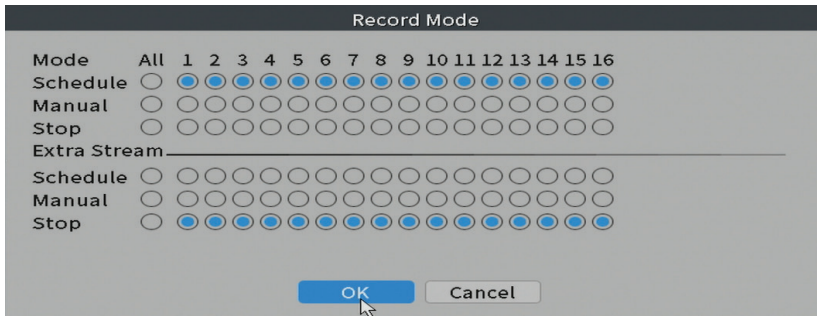 Record Mode
Mode All 1 2 3 4 5 6 7 8 9 10 11 12 13 14 15 16
Schedule
Manual
Stop
Extra Stream
Schedule
Manual
Stop
OK Cancel